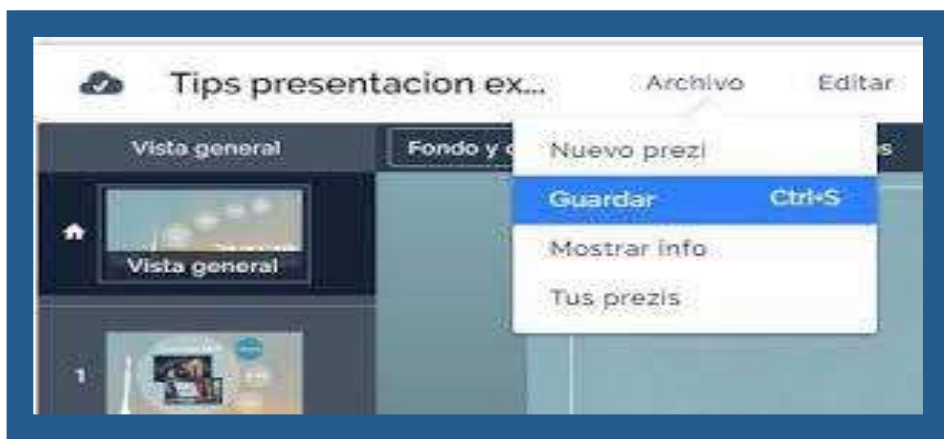 Tips presentacion ex... Archivo Editar
Vista general Fondo y
Nuevo prezi
Guardar Ctrl+S
Vista general
Mostrar info
Tus prezis
1